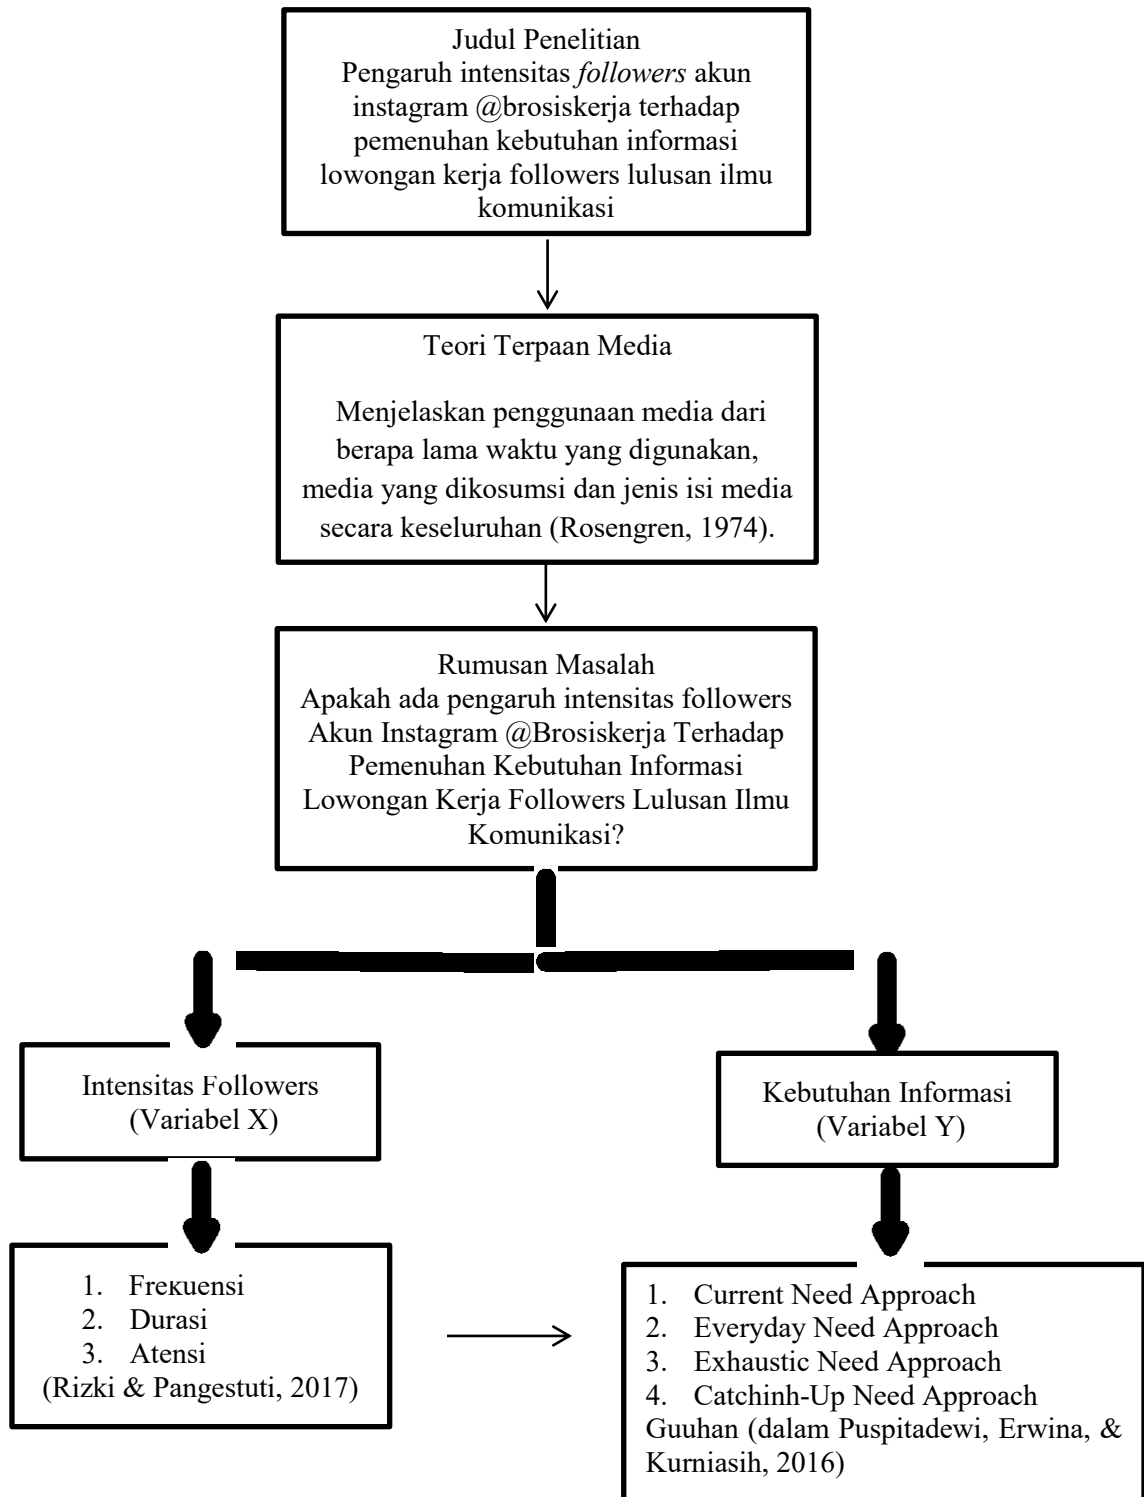 Judul Penelitian
Pengaruh intensitas followers akun
instagram @brosiskerja terhadap
pemenuhan kebutuhan informasi
lowongan kerja followers lulusan ilmu
komunikasi
Teori Terpaan Media
Menjelaskan penggunaan media dari
berapa lama waktu yang digunakan,
media yang dikosumsi dan jenis isi media
secara keseluruhan (Rosengren, 1974).
Rumusan Masalah
Apakah ada pengaruh intensitas followers
Akun Instagram @Brosiskerja Terhadap
Pemenuhan Kebutuhan Informasi
Lowongan Kerja Followers Lulusan Ilmu
Komunikasi?
Intensitas Followers
(Variabel X)
Kebutuhan Informasi
(Variabel Y)
1. Frekuensi
2. Durasi
3. Atensi
(Rizki & Pangestuti, 2017)
1. Current Need Approach
2. Everyday Need Approach
3. Exhaustic Need Approach
4. Catchinh-Up Need Approach
Guuhan (dalam Puspitadewi, Erwina, &
Kurniasih, 2016)